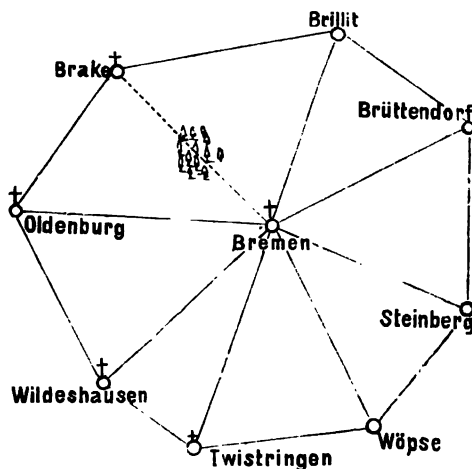 Brillit
Brake
Brüttendorf
Oldenburg
Bremen
Steinberg
Wildeshausen
Wöpse
Twistringen